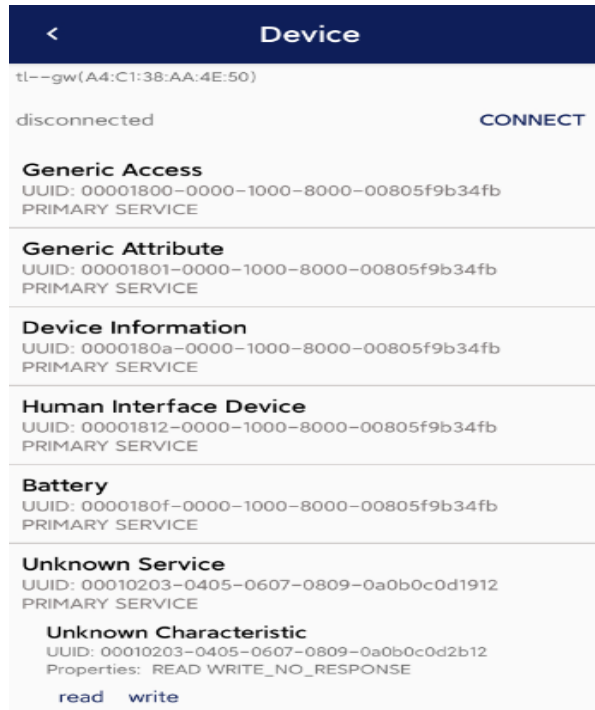 Device
tl--gw(A4:C1:38:AA:4E:50)
disconnected CONNECT
Generic Access
UUID: 00001800-0000-1000-8000-00805f9b34fb
PRIMARY SERVICE
Generic Attribute
UUID: 00001801-0000-1000-8000-00805f9b34fb
PRIMARY SERVICE
Device Information
UUID: 0000180a-0000-1000-8000-00805f9b34fb
PRIMARY SERVICE
Human Interface Device
UUID: 00001812-0000-1000-8000-00805f9b34fb
PRIMARY SERVICE
Battery
UUID: 0000180f-0000-1000-8000-00805f9b34fb
PRIMARY SERVICE
Unknown Service
UUID: 00010203-0405-0607-0809-0a0b0c0d1912
PRIMARY SERVICE
Unknown Characteristic
UUID: 00010203-0405-0607-0809-0a0b0c0d2b12
Properties: READ WRITE_NO_RESPONSE
read write